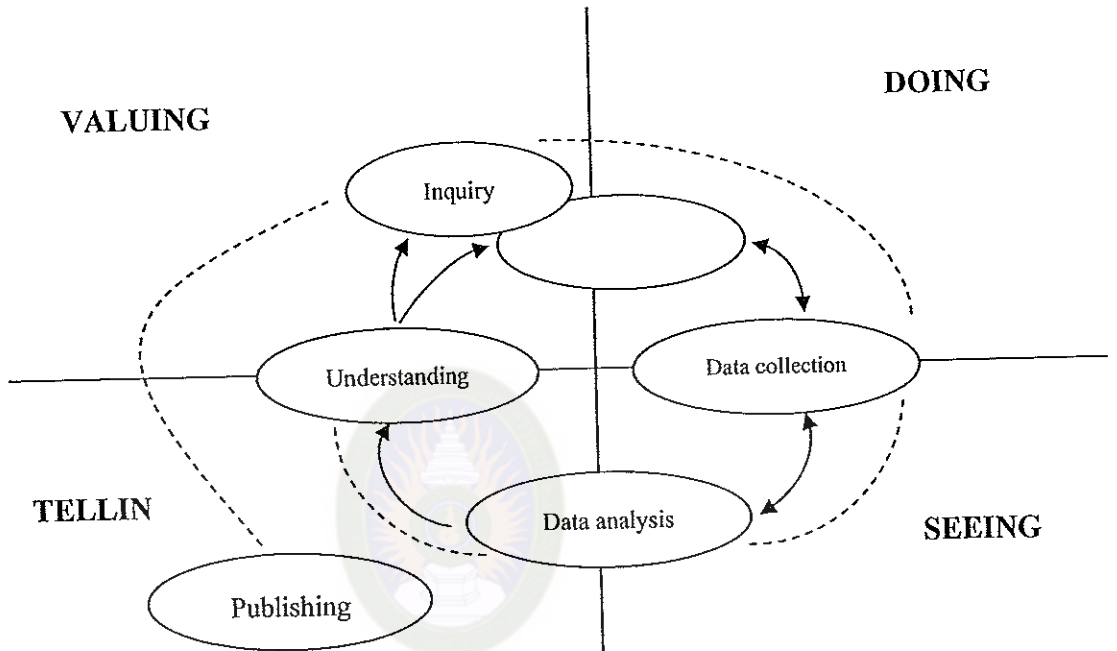 DOING
VALUING
Inquiry
Understanding
Data collection
TELLIN
Data analysis
SEEING
Publishing